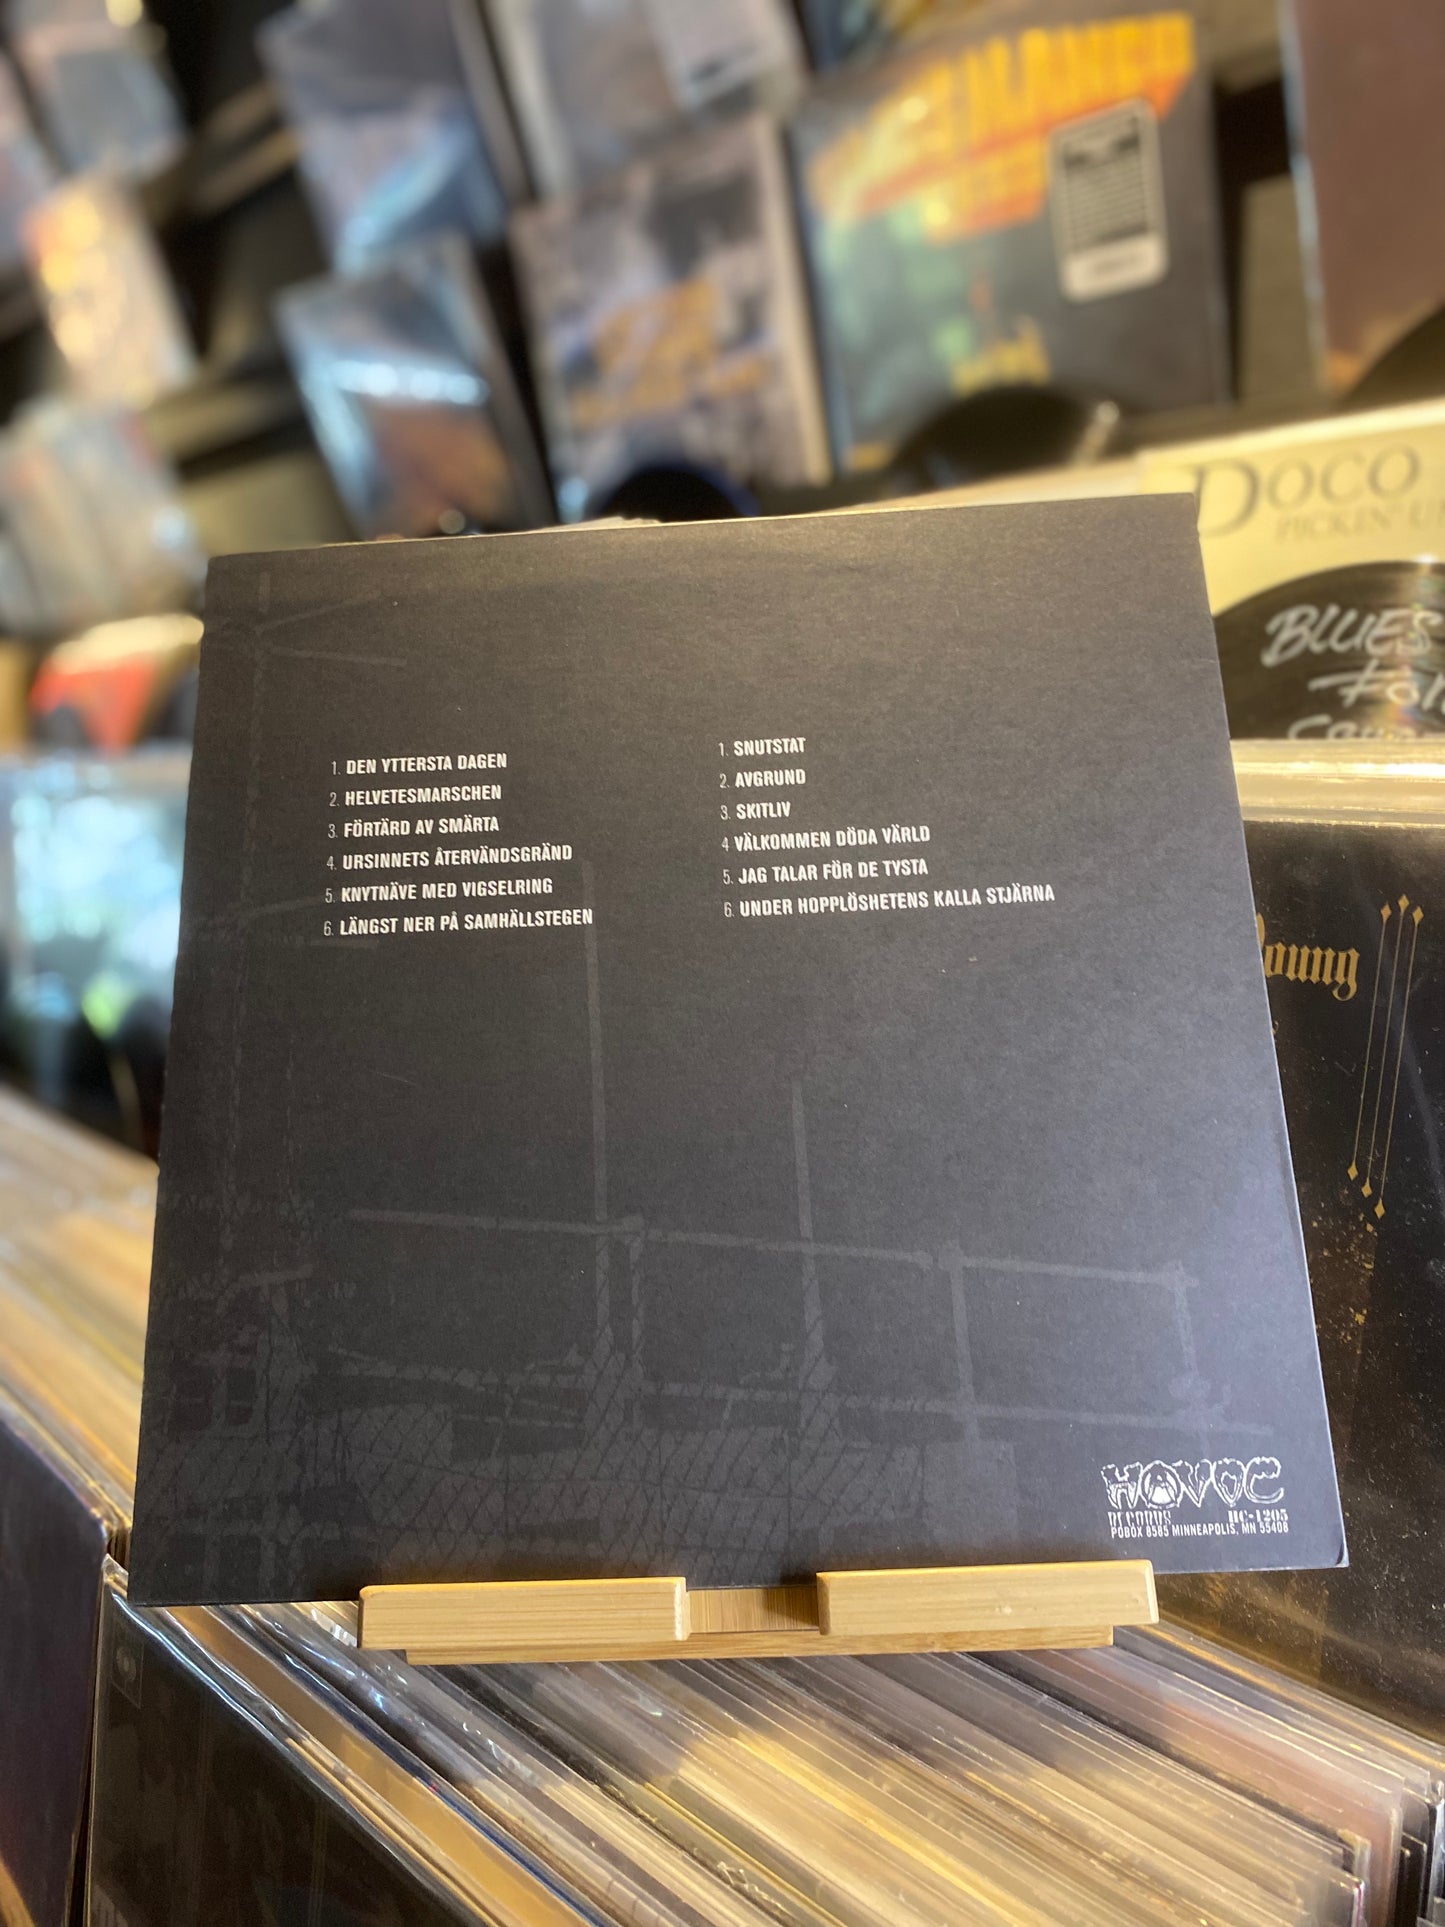 DOCO
PICKIN' U
BLUES
1. DEN YTTERSTA DAGEN
2. HELVETESMARSCHEN
3. FÖRTÄRD AV SMÄRTA
4. URSINNETS ÅTERVÄNDSGRÄND
5. KNYTNÄVE MED VIGSELRING
6. LÄNGST NER PÅ SAMHÄLLSTEGEN
1. SNUTSTAT
2. AVGRUND
3. SKITLIV
4 VÄLKOMMEN DÖDA VÄRLD
5. JAG TALAR FÖR DE TYSTA
6. UNDER HOPPLÖSHETENS KALLA STJÄRNA
oung
HAVOC
RECORDS HC-1205
POBOX 8585 MINNEAPOLIS, MN 55408